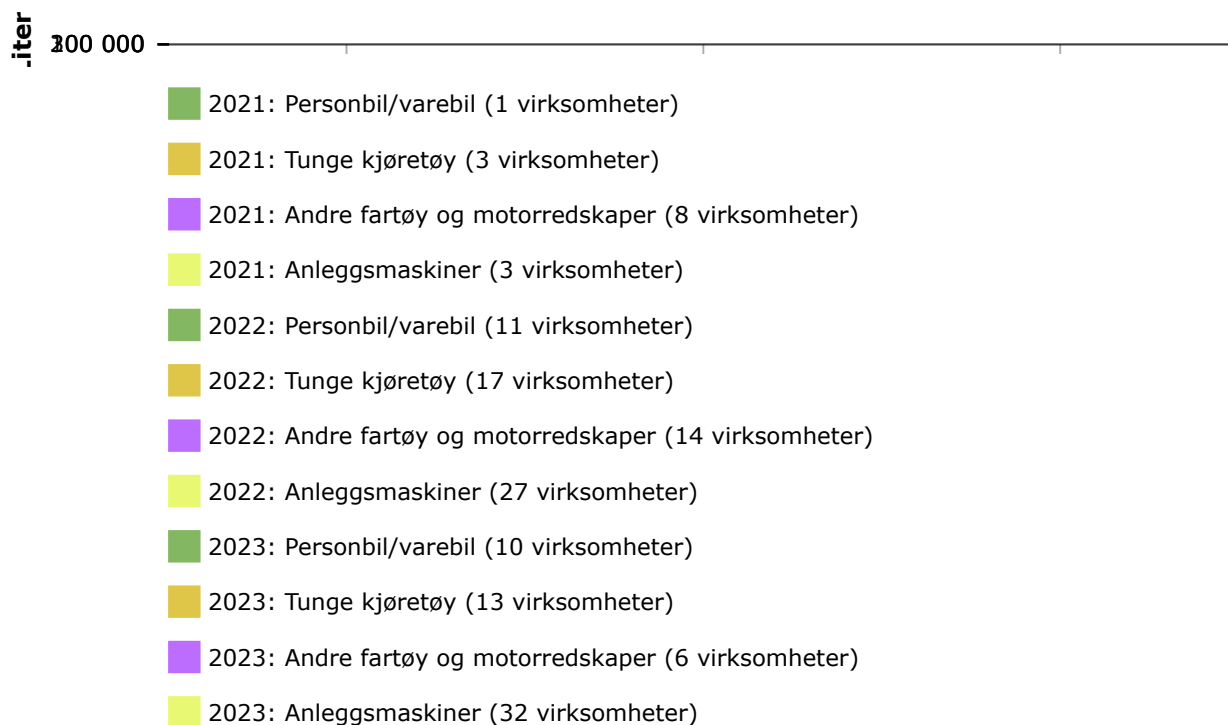 2021: Personbil/varebil (1 virksomheter)
2021: Tunge kjøretøy (3 virksomheter)
2021: Andre fartøy og motorredskaper (8 virksomheter)
2021: Anleggsmaskiner (3 virksomheter)
2022: Personbil/varebil (11 virksomheter)
2022: Tunge kjøretøy (17 virksomheter)
2022: Andre fartøy og motorredskaper (14 virksomheter)
2022: Anleggsmaskiner (27 virksomheter)
2023: Personbil/varebil (10 virksomheter)
2023: Tunge kjøretøy (13 virksomheter)
2023: Andre fartøy og motorredskaper (6 virksomheter)
2023: Anleggsmaskiner (32 virksomheter)